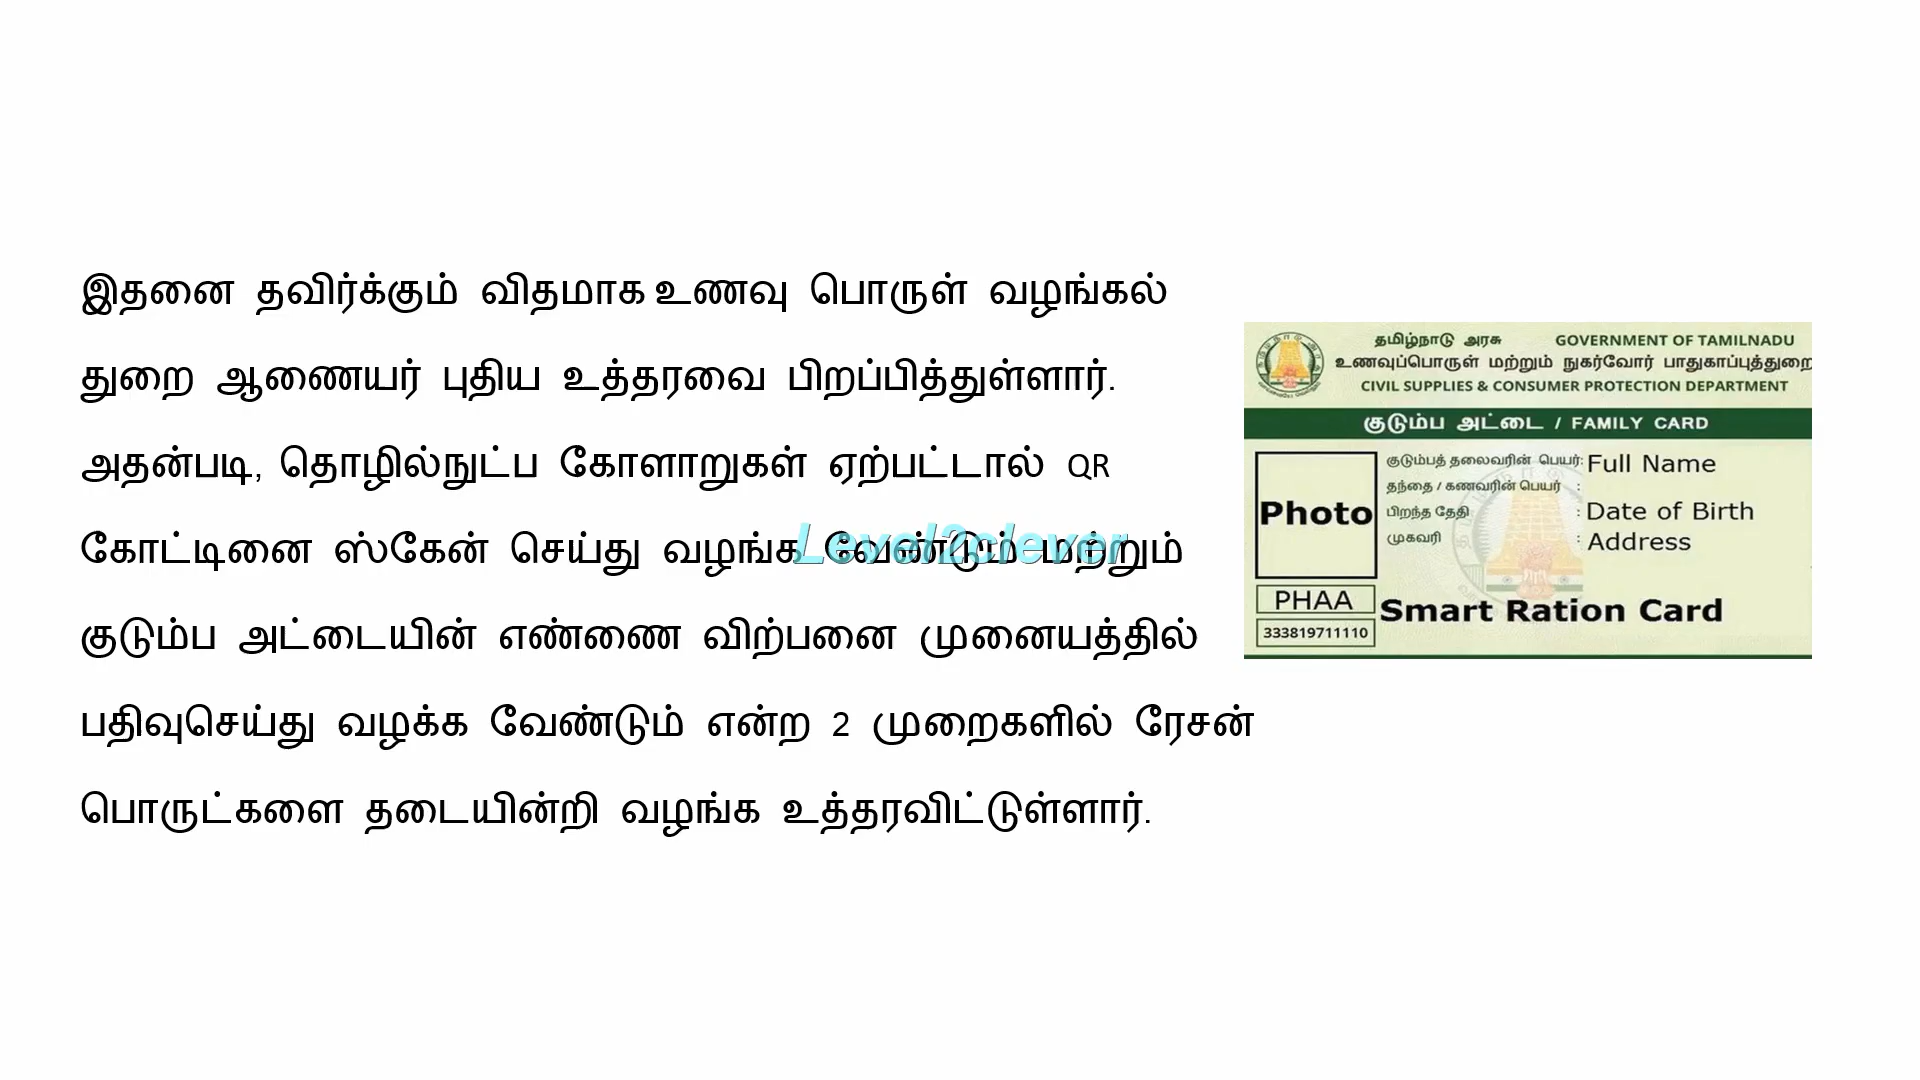 இதனை தவிர்க்கும் விதமாக உணவு பொருள் வழங்கல்
துறை ஆணையர் புதிய உத்தரவை பிறப்பித்துள்ளார்.
அதன்படி, தொழில்நுட்ப கோளாறுகள் ஏற்பட்டால் QR
கோட்டினை ஸ்கேன் செய்து வழங்க வேண்டும் மற்றும்
Level2clever
குடும்ப அட்டையின் எண்ணை விற்பனை முனையத்தில்
பதிவுசெய்து வழக்க வேண்டும் என்ற 2 முறைகளில் ரேசன்
பொருட்களை தடையின்றி வழங்க உத்தரவிட்டுள்ளார்.
தமிழ்நாடு அரசு GOVERNMENT OF TAMILNADU
உணவுப்பொருள் மற்றும் நுகர்வோர் பாதுகாப்புத்துறை
CIVIL SUPPLIES & CONSUMER PROTECTION DEPARTMENT
குடும்ப அட்டை / FAMILY CARD
Photo
குடும்பத் தலைவரின் பெயர்: Full Name
தந்தை / கணவரின் பெயர் :
பிறந்த தேதி : Date of Birth
முகவரி : Address
PHAA
Smart Ration Card
333819711110